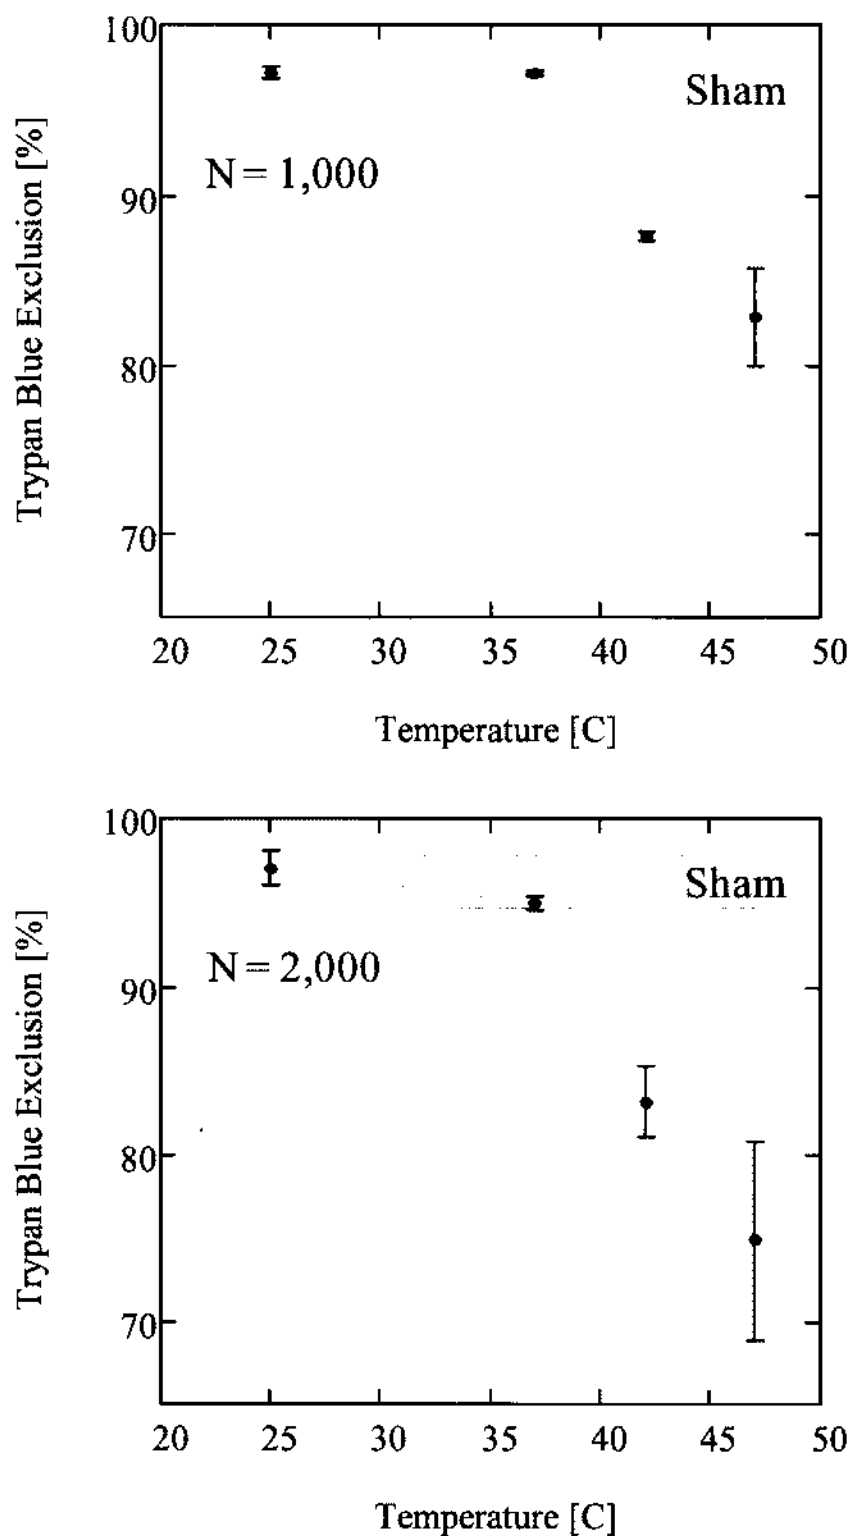 100
Sham
N = 1,000
90
80
70
20 25 30 35 40 45 50
Temperature [C]
Trypan Blue Exclusion [%]
100
Sham
N = 2,000
90
80
70
20 25 30 35 40 45 50
Temperature [C]
Trypan Blue Exclusion [%]